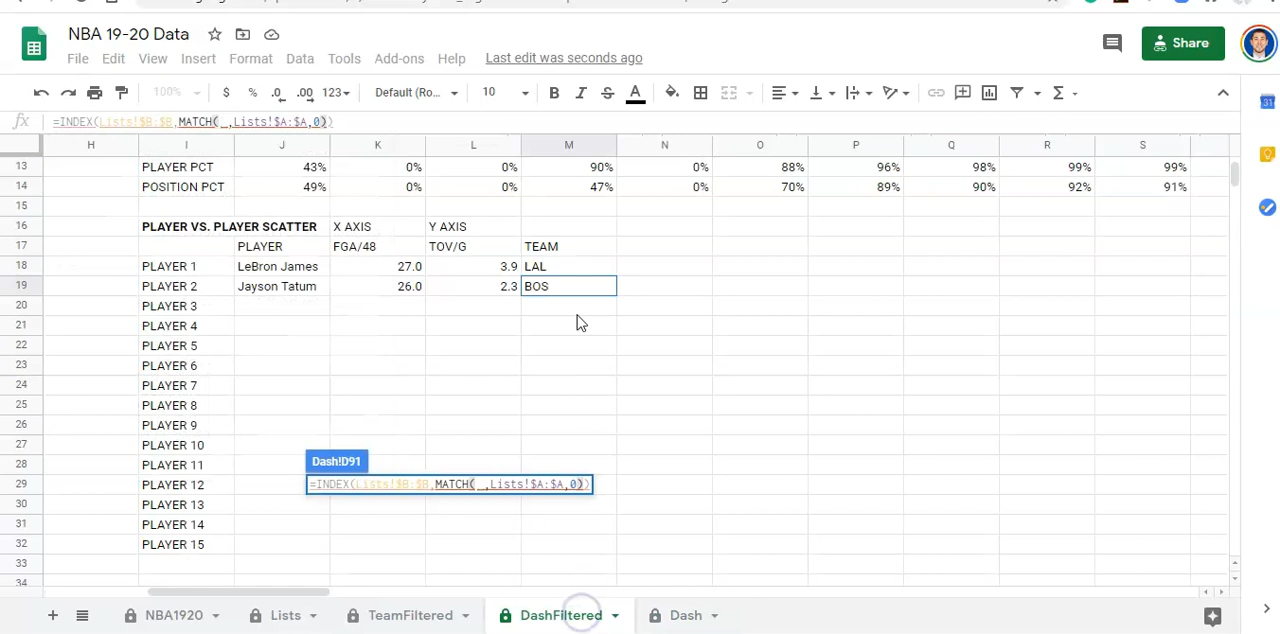 NBA 19-20 Data
Share
File Edit View Insert Format Data Tools Add-ons Help Last edit was seconds ago
100% $ % .0 .00 123 Default (Ro... 10 B I S A
fx =INDEX(Lists!$B:$B,MATCH(_,Lists!$A:$A,0))
H I J K L M N O P Q R S
13 PLAYER PCT 43% 0% 0% 90% 0% 88% 96% 98% 99% 99%
14 POSITION PCT 49% 0% 0% 47% 0% 70% 89% 90% 92% 91%
15
16 PLAYER VS. PLAYER SCATTER X AXIS Y AXIS
17 PLAYER FGA/48 TOV/G TEAM
18 PLAYER 1 LeBron James 27.0 3.9 LAL
19 PLAYER 2 Jayson Tatum 26.0 2.3 BOS
20 PLAYER 3
21 PLAYER 4
22 PLAYER 5
23 PLAYER 6
24 PLAYER 7
25 PLAYER 8
26 PLAYER 9
27 PLAYER 10
28 PLAYER 11
Dash!D91
29 PLAYER 12 =INDEX(Lists!$B:$B,MATCH(_,Lists!$A:$A,0))
30 PLAYER 13
31 PLAYER 14
32 PLAYER 15
33
34
NBA1920 Lists TeamFiltered DashFiltered Dash